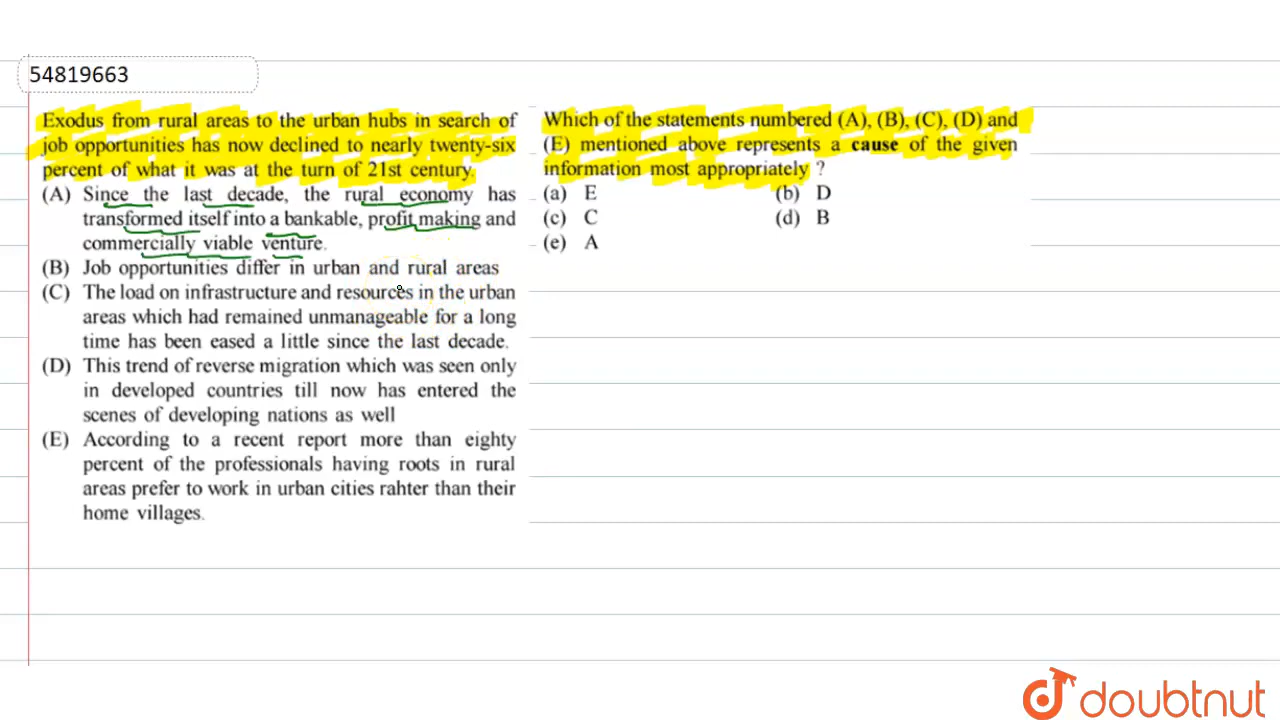 54819663
Exodus from rural areas to the urban hubs in search of
job opportunities has now declined to nearly twenty-six
percent of what it was at the turn of 21st century.
(A) Since the last decade, the rural economy has
transformed itself into a bankable, profit making and
commercially viable venture.
(B) Job opportunities differ in urban and rural areas
(C) The load on infrastructure and resources in the urban
areas which had remained unmanageable for a long
time has been eased a little since the last decade.
(D) This trend of reverse migration which was seen only
in developed countries till now has entered the
scenes of developing nations as well
(E) According to a recent report more than eighty
percent of the professionals having roots in rural
areas prefer to work in urban cities rahter than their
home villages.
Which of the statements numbered (A), (B), (C), (D) and
(E) mentioned above represents a cause of the given
information most appropriately ?
(a) E (b) D
(c) C (d) B
(e) A
doubtnut